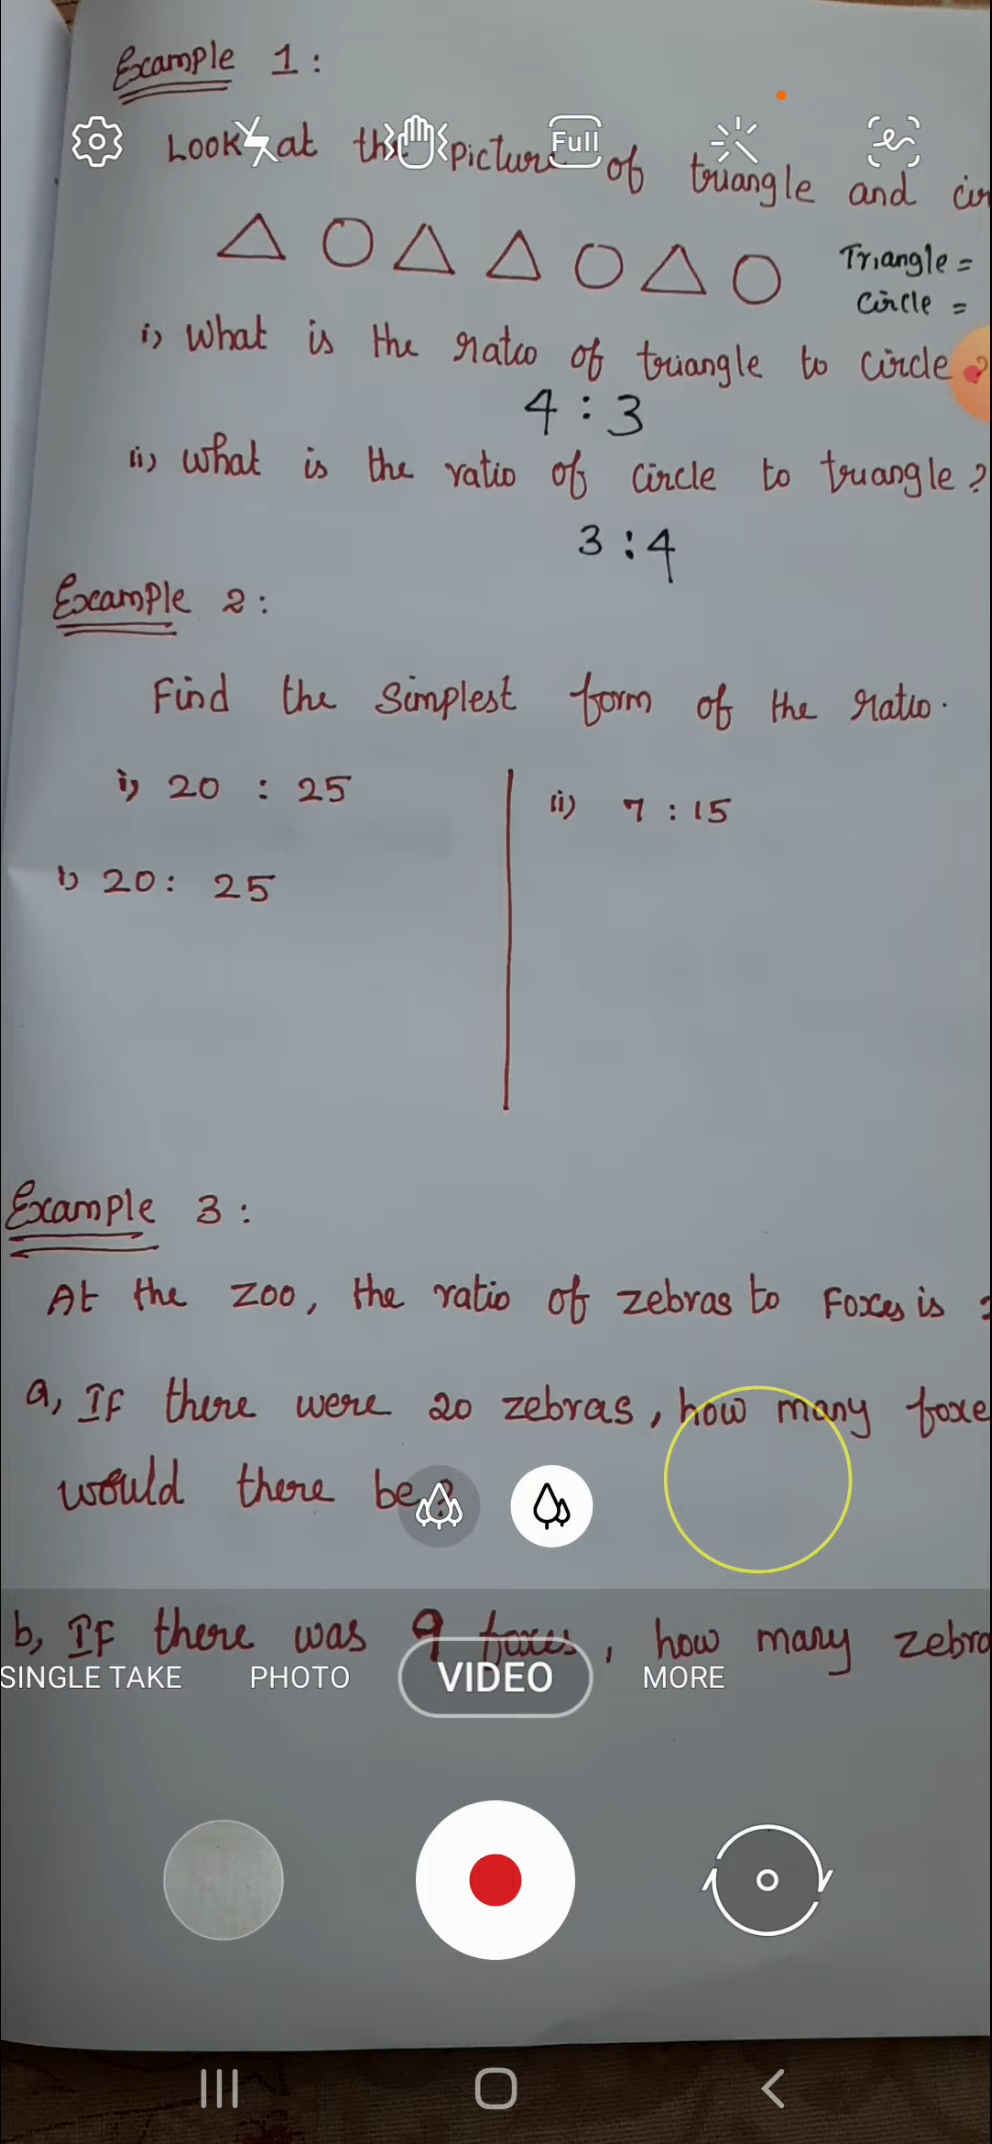 Example 1 :
Full
Look at the picture of triangle and
Triangle =
Circle =
i) What is the ratio of triangle to circle ?
4 : 3
ii) What is the ratio of circle to triangle ?
3 : 4
Example 2 :
Find the Simplest form of the ratio.
i) 20 : 25
ii) 7 : 15
i) 20 : 25
Example 3 :
At the zoo, the ratio of zebras to Foxes is
a, If there were 20 zebras, how many foxe
would there be ?
b, If there was 9 foxes, how many zebra
SINGLE TAKE PHOTO VIDEO MORE